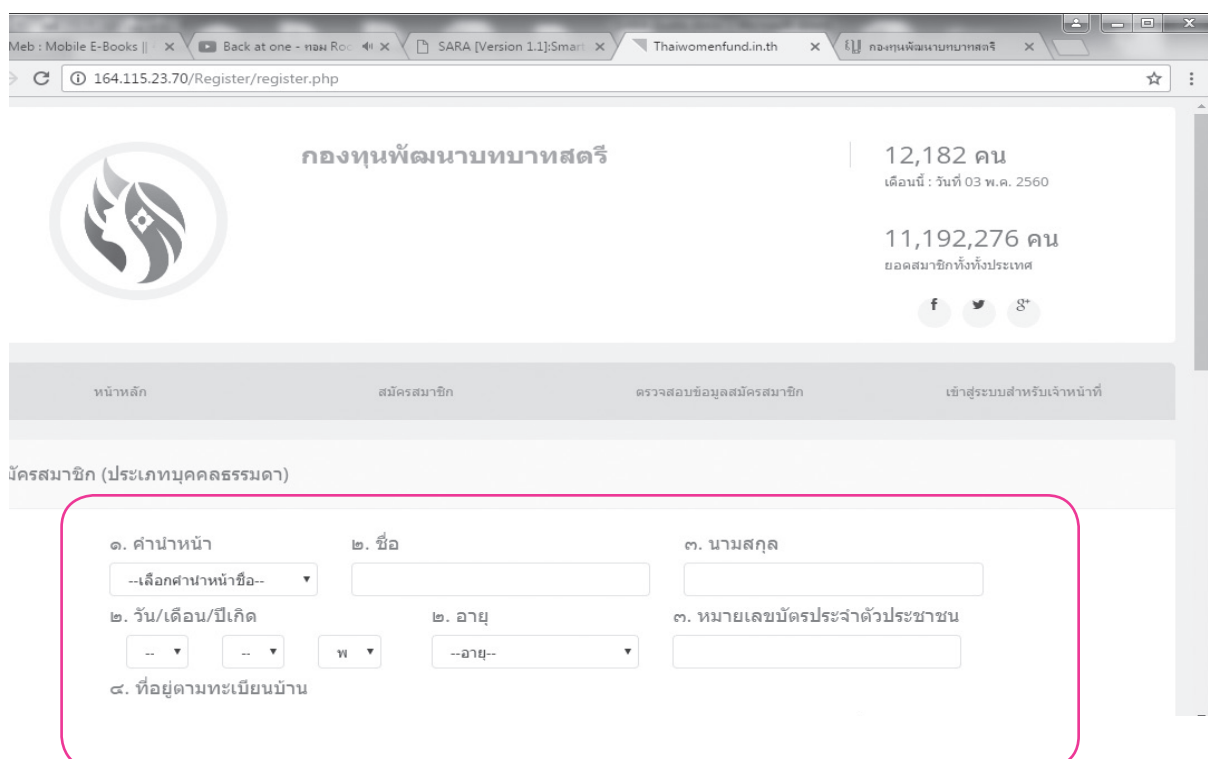 Meb : Mobile E-Books ||
Back at one - ทอม Roc
SARA [Version 1.1]:Smart
Thaiwomenfund.in.th
กองทุนพัฒนาบทบาทสตรี
164.115.23.70/Register/register.php
กองทุนพัฒนาบทบาทสตรี
12,182 คน
เดือนนี้ : วันที่ 03 พ.ค. 2560
11,192,276 คน
ยอดสมาชิกทั้งทั้งประเทศ
หน้าหลัก
สมัครสมาชิก
ตรวจสอบข้อมูลสมัครสมาชิก
เข้าสู่ระบบสำหรับเจ้าหน้าที่
มัครสมาชิก (ประเภทบุคคลธรรมดา)
๑. คำนำหน้า
๒. ชื่อ
๓. นามสกุล
--เลือกคำนำหน้าชื่อ--
๒. วัน/เดือน/ปีเกิด
๒. อายุ
๓. หมายเลขบัตรประจำตัวประชาชน
--
--
พ
--อายุ--
๔. ที่อยู่ตามทะเบียนบ้าน